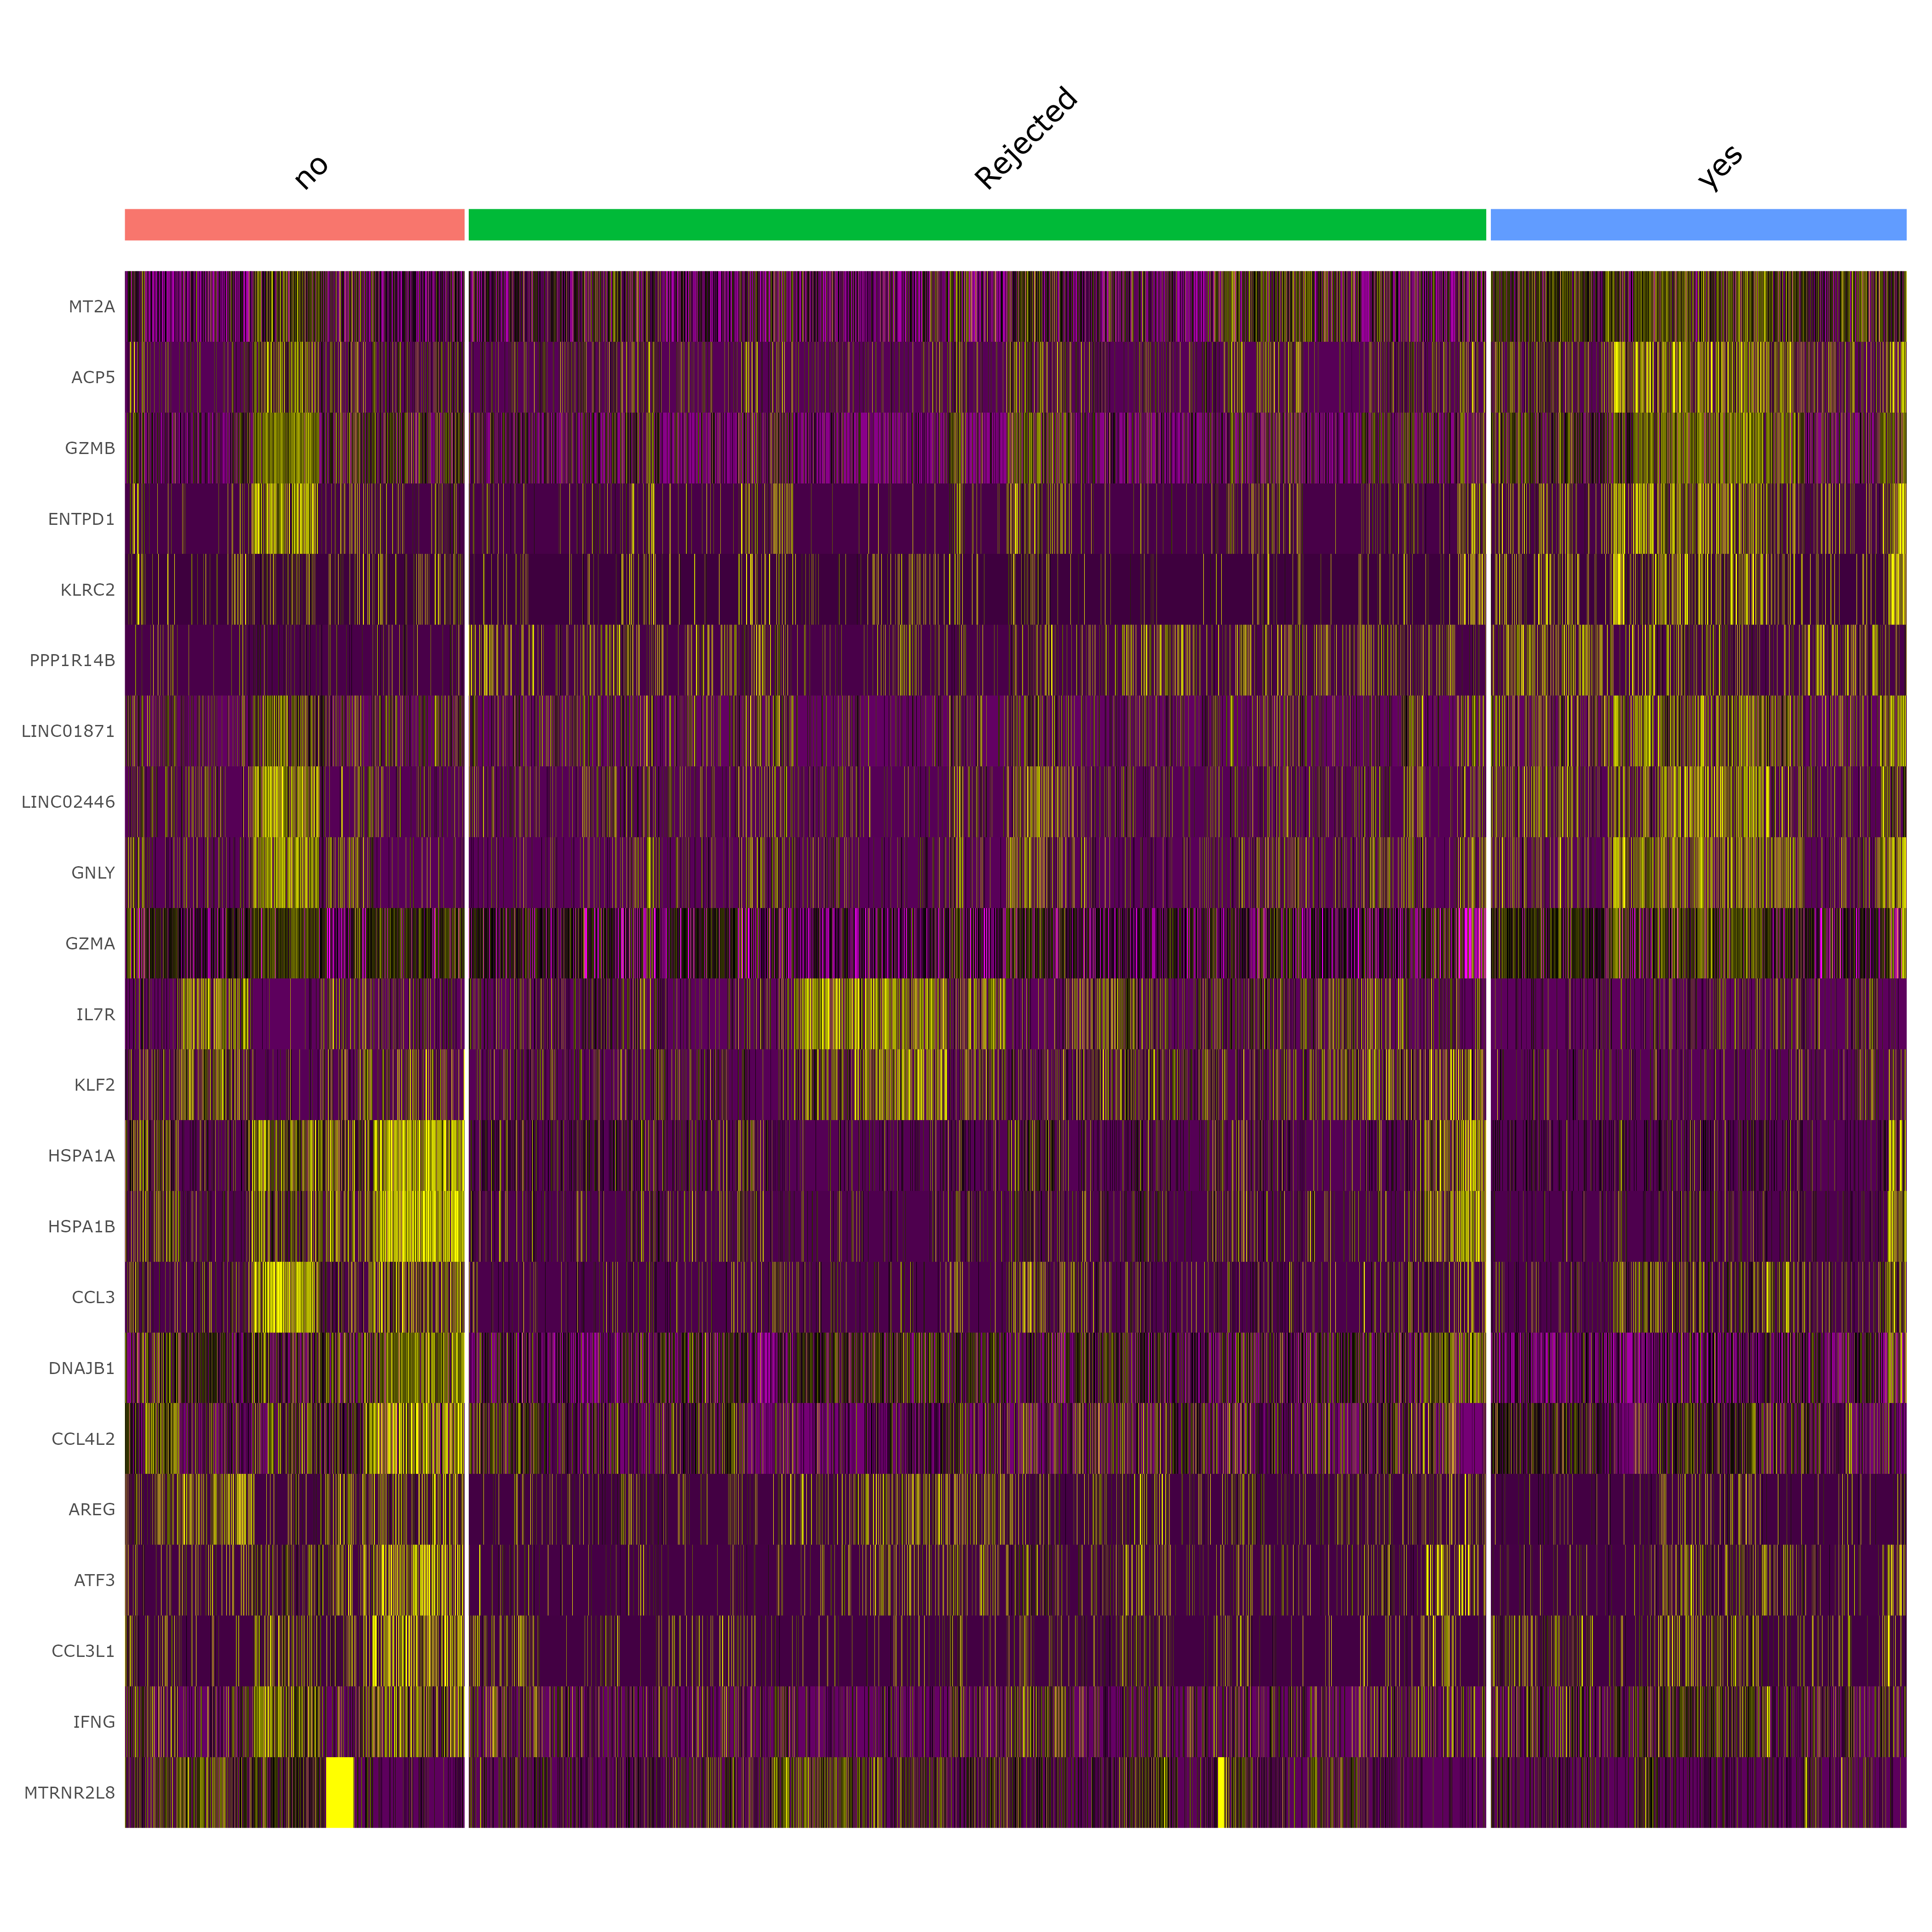 no
Rejected
yes
MT2A
ACP5
GZMB
ENTPD1
KLRC2
PPP1R14B
LINC01871
LINC02446
GNLY
GZMA
IL7R
KLF2
HSPA1A
HSPA1B
CCL3
DNAJB1
CCL4L2
AREG
ATF3
CCL3L1
IFNG
MTRNR2L8